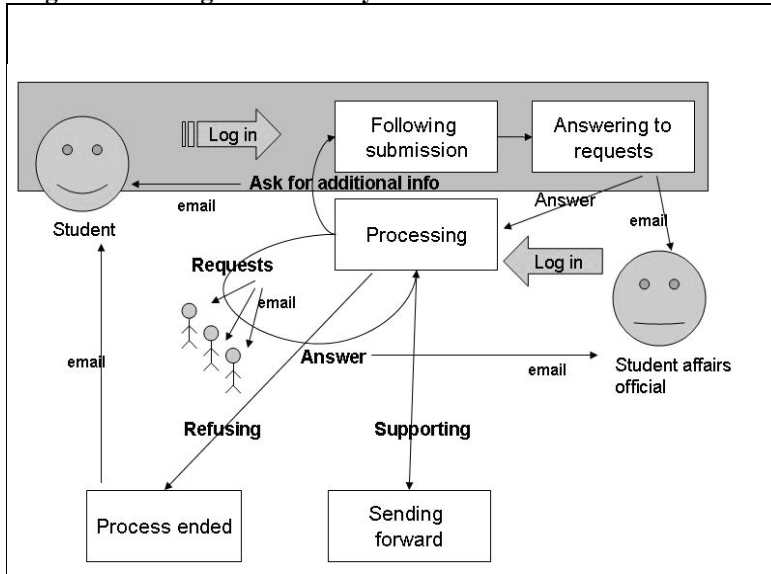 Log in
Following
submission
Answering to
requests
Ask for additional info
email
Student
Answer
email
Processing
Log in
Requests
email
Answer
email
Student affairs
official
email
Refusing
Supporting
Process ended
Sending
forward